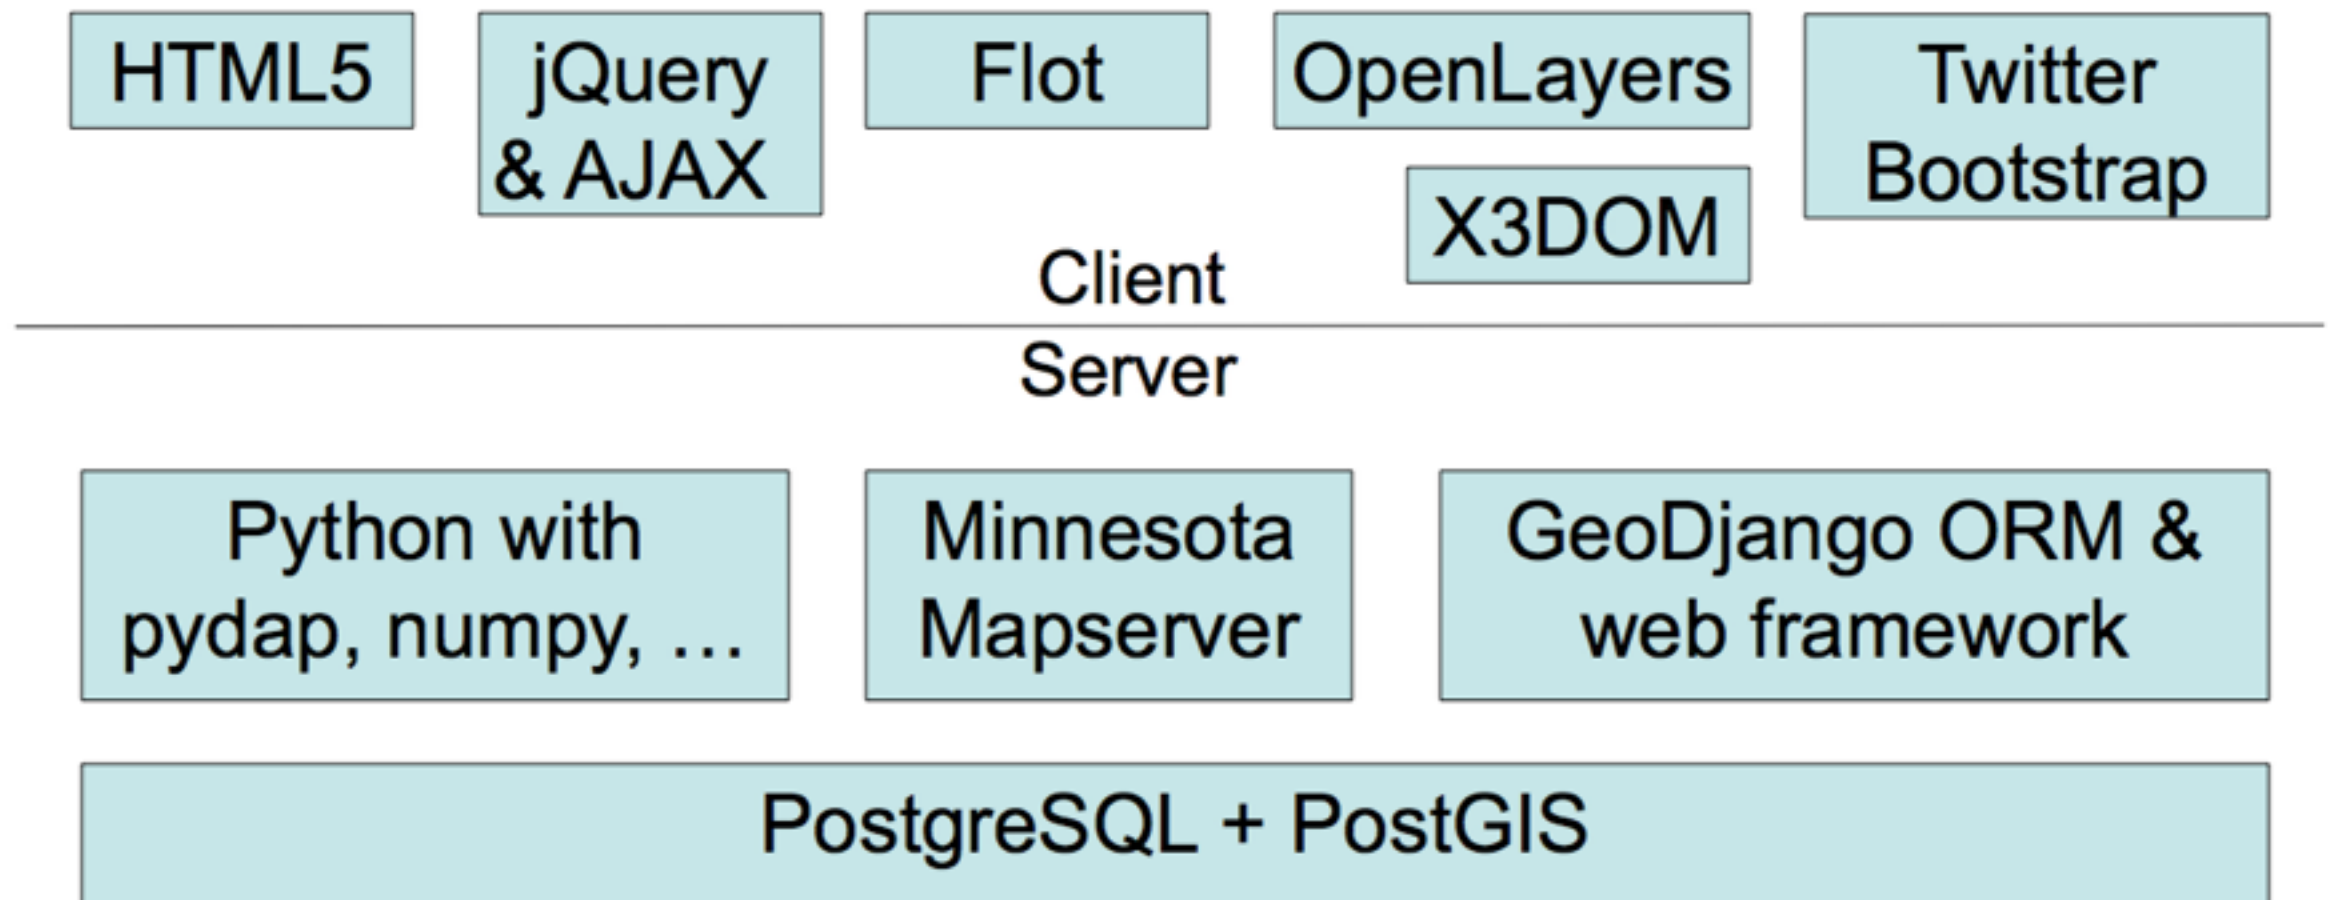 HTML5
jQuery
& AJAX
Flot
OpenLayers
X3DOM
Twitter
Bootstrap
Client
Server
Python with
pydap, numpy, …
Minnesota
Mapserver
GeoDjango ORM &
web framework
PostgreSQL + PostGIS